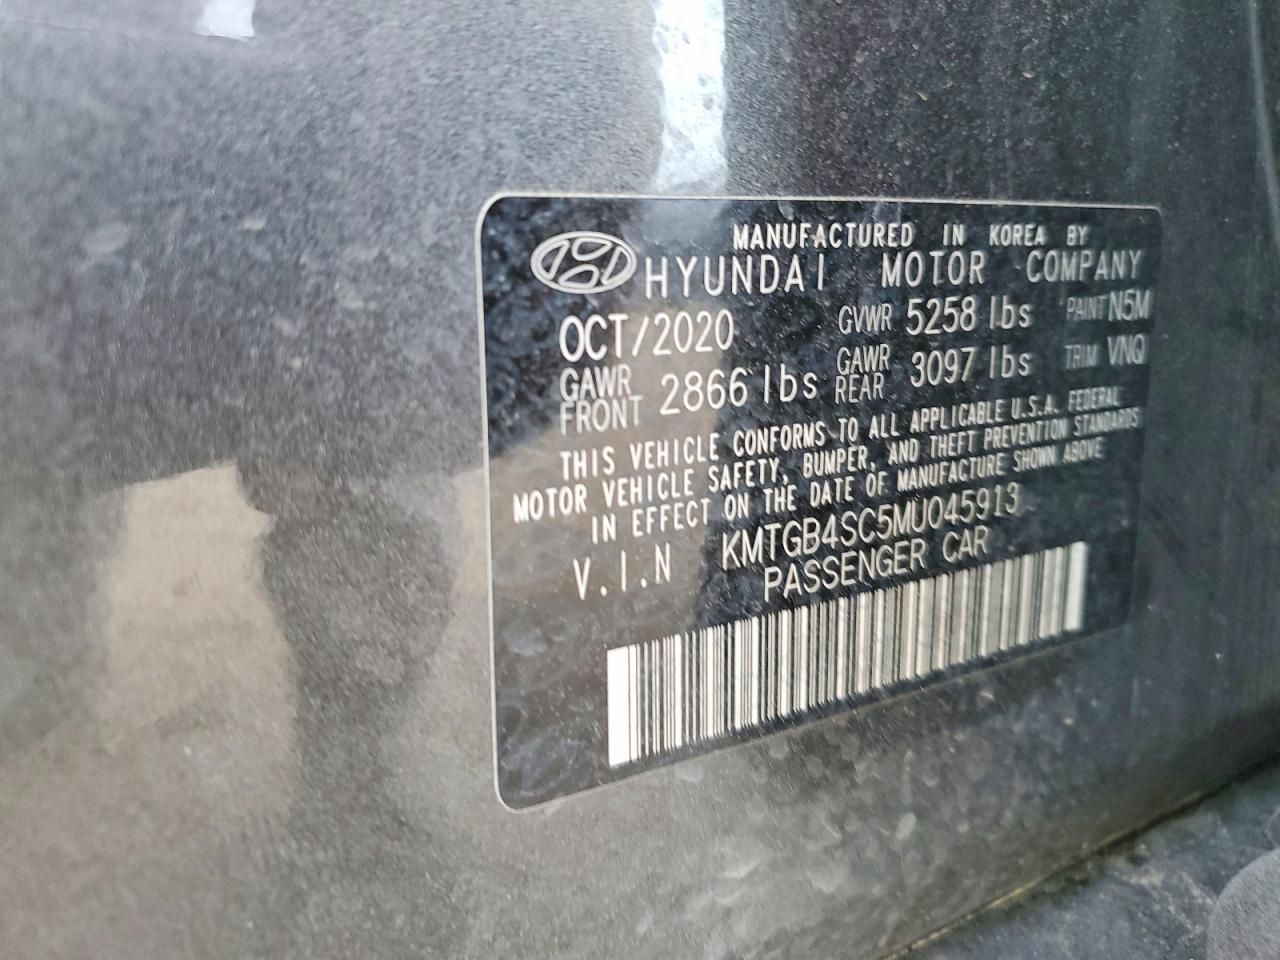 MANUFACTURED IN KOREA BY
HYUNDAI MOTOR COMPANY
OCT/2020 GVWR 5258 lbs PAINT N5M
GAWR FRONT 2866 lbs GAWR REAR 3097 lbs TRIM VNQ
THIS VEHICLE CONFORMS TO ALL APPLICABLE U.S.A. FEDERAL
MOTOR VEHICLE SAFETY, BUMPER, AND THEFT PREVENTION STANDARDS
IN EFFECT ON THE DATE OF MANUFACTURE SHOWN ABOVE
V.I.N KMTGB4SC5MU045913
PASSENGER CAR